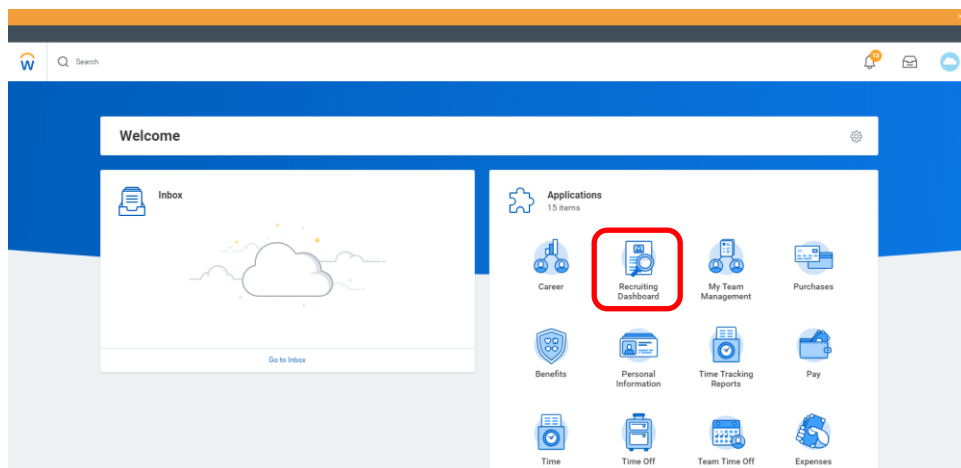 Search
12
Welcome
Inbox
Go to Inbox
Applications
15 items
Career
Recruiting
Dashboard
My Team
Management
Purchases
Benefits
Personal
Information
Time Tracking
Reports
Pay
Time
Time Off
Team Time Off
Expenses